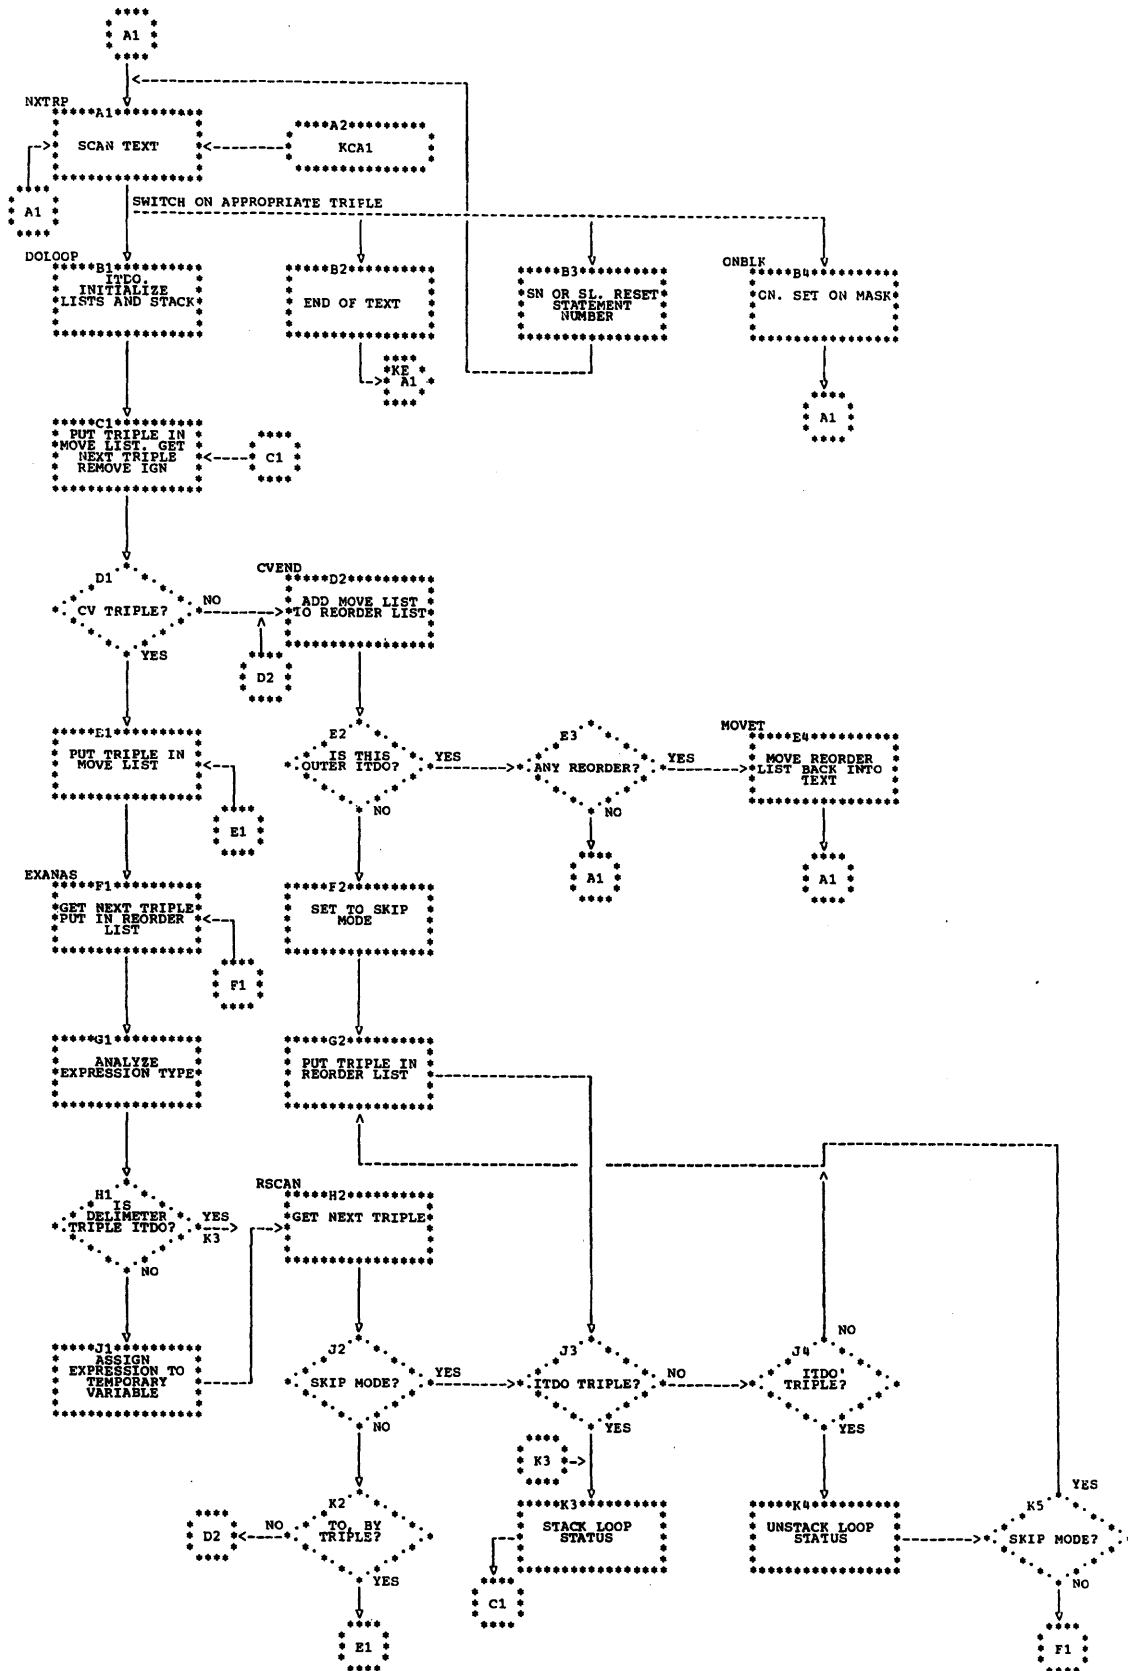 A1
NXTRP
A1
SCAN TEXT
A2
KCA1
A1
SWITCH ON APPROPRIATE TRIPLE
DOLOOP
B1
ITDO.
INITIALIZE
LISTS AND STACK
B2
END OF TEXT
B3
SN OR SL. RESET
STATEMENT
NUMBER
ONBLK
B4
ON. SET ON MASK
KE
A1
A1
C1
PUT TRIPLE IN
MOVE LIST. GET
NEXT TRIPLE
REMOVE IGN
C1
D1
CV TRIPLE?
NO
YES
CVEND
D2
ADD MOVE LIST
TO REORDER LIST
D2
E1
PUT TRIPLE IN
MOVE LIST
E1
E2
IS THIS
OUTER ITDO?
YES
NO
E3
ANY REORDER?
YES
NO
MOVET
E4
MOVE REORDER
LIST BACK INTO
TEXT
A1
A1
EXANAS
F1
GET NEXT TRIPLE
PUT IN REORDER
LIST
F1
F2
SET TO SKIP
MODE
G1
ANALYZE
EXPRESSION TYPE
G2
PUT TRIPLE IN
REORDER LIST
H1
IS
DELIMETER
TRIPLE ITDO?
YES
K3
NO
RSCAN
H2
GET NEXT TRIPLE
J1
ASSIGN
EXPRESSION TO
TEMPORARY
VARIABLE
J2
SKIP MODE?
YES
NO
J3
ITDO TRIPLE?
NO
YES
J4
ITDO'
TRIPLE?
NO
YES
K3
K2
TO, BY
TRIPLE?
NO
YES
D2
K3
STACK LOOP
STATUS
K4
UNSTACK LOOP
STATUS
K5
SKIP MODE?
YES
NO
C1
E1
F1